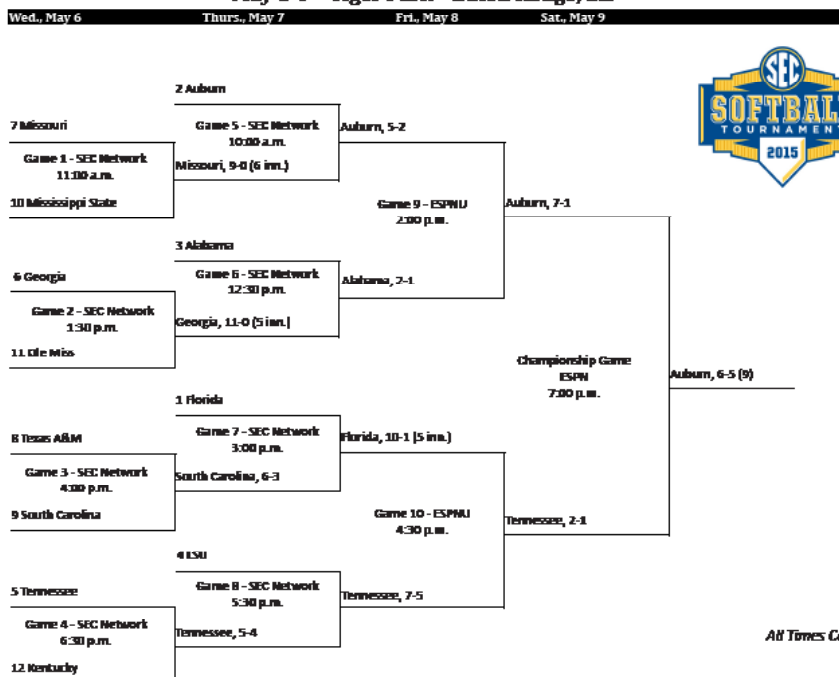 Wed., May 6
Thurs., May 7
Fri., May 8
Sat., May 9
SEC
SOFTBALL
TOURNAMENT
2015
2 Auburn
7 Missouri
Game 5 - SEC Network
10:00 a.m.
Auburn, 5-2
Game 1 - SEC Network
11:00 a.m.
Missouri, 9-0 (6 inn.)
10 Mississippi State
Game 9 - ESPNU
2:00 p.m.
Auburn, 7-1
3 Alabama
6 Georgia
Game 6 - SEC Network
12:30 p.m.
Alabama, 2-1
Game 2 - SEC Network
1:30 p.m.
Georgia, 11-0 (5 inn.)
11 Ole Miss
Championship Game
ESPN
7:00 p.m.
Auburn, 6-5 (9)
1 Florida
8 Texas A&M
Game 7 - SEC Network
3:00 p.m.
Florida, 10-1 (5 inn.)
Game 3 - SEC Network
4:00 p.m.
South Carolina, 6-3
9 South Carolina
Game 10 - ESPNU
4:30 p.m.
Tennessee, 2-1
4 LSU
5 Tennessee
Game 8 - SEC Network
5:30 p.m.
Tennessee, 7-5
Game 4 - SEC Network
6:30 p.m.
Tennessee, 5-4
12 Kentucky
All Times